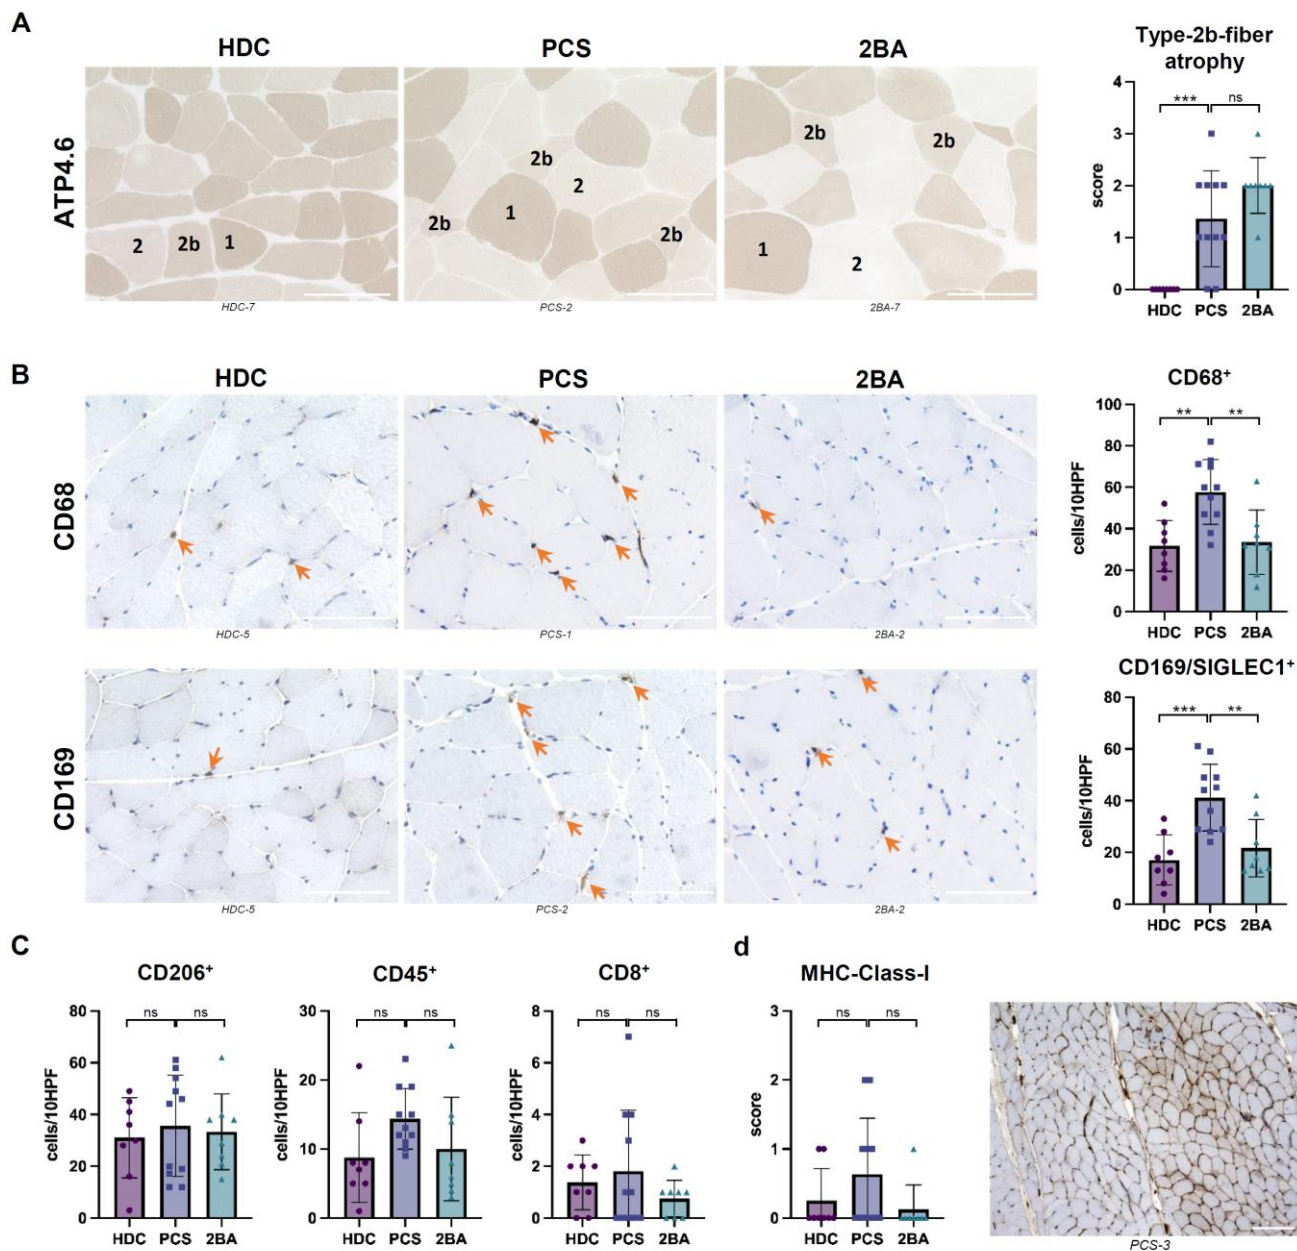 A
HDC
PCS
2BA
Type-2b-fiber
atrophy
ATP4.6
2
2b
1
2b
2
1
2b
2b
2b
2b
1
2
HDC-7
PCS-2
2BA-7
***
ns
score
4
3
2
1
0
HDC PCS 2BA
B
HDC
PCS
2BA
CD68⁺
CD68
HDC-5
PCS-1
2BA-2
** **
cells/10HPF
100
80
60
40
20
0
HDC PCS 2BA
CD169/SIGLEC1⁺
CD169
HDC-5
PCS-2
2BA-2
*** **
cells/10HPF
80
60
40
20
0
HDC PCS 2BA
C
CD206⁺
ns ns
cells/10HPF
80
60
40
20
0
HDC PCS 2BA
CD45⁺
ns ns
cells/10HPF
30
20
10
0
HDC PCS 2BA
CD8⁺
ns ns
cells/10HPF
8
6
4
2
0
HDC PCS 2BA
d
MHC-Class-I
ns ns
score
3
2
1
0
HDC PCS 2BA
PCS-3